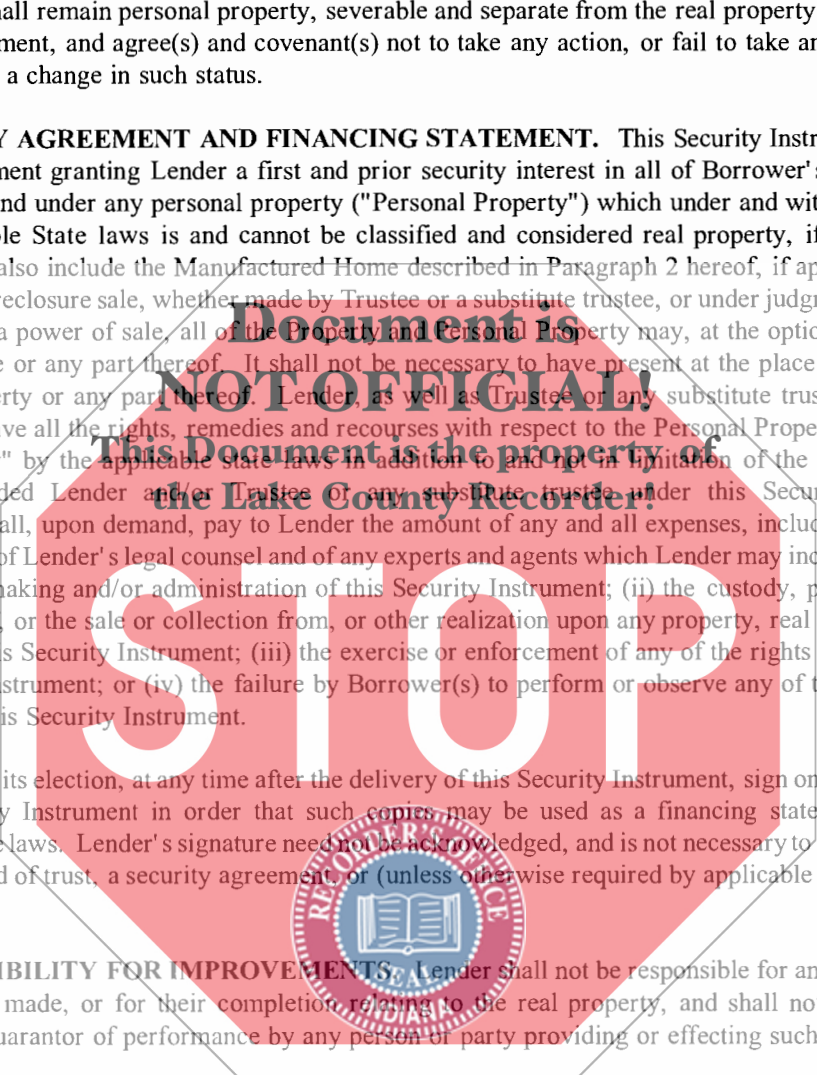 all remain personal property, severable and separate from the real property
ment, and agree(s) and covenant(s) not to take any action, or fail to take an
a change in such status.
Y AGREEMENT AND FINANCING STATEMENT. This Security Instr
ment granting Lender a first and prior security interest in all of Borrower's
nd under any personal property ("Personal Property") which under and wit
le State laws is and cannot be classified and considered real property, if
also include the Manufactured Home described in Paragraph 2 hereof, if ap
reclosure sale, whether made by Trustee or a substitute trustee, or under judg
Document is
a power of sale, all of the Property and Personal Property may, at the optio
e or any part thereof. It shall not be necessary to have present at the place
NOT OFFICIAL!
erty or any part thereof. Lender, as well as Trustee or any substitute trus
ve all the rights, remedies and recourses with respect to the Personal Prope
This Document is the property of
" by the applicable state laws in addition to and not in limitation of the
ded Lender and/or Trustee or any substitute trustee under this Secu
the Lake County Recorder!
all, upon demand, pay to Lender the amount of any and all expenses, inclu
of Lender's legal counsel and of any experts and agents which Lender may inc
naking and/or administration of this Security Instrument; (ii) the custody, p
, or the sale or collection from, or other realization upon any property, real
s Security Instrument; (iii) the exercise or enforcement of any of the rights
STOP
strument; or (iv) the failure by Borrower(s) to perform or observe any of t
is Security Instrument.
its election, at any time after the delivery of this Security Instrument, sign on
y Instrument in order that such copies may be used as a financing state
e laws. Lender's signature need not be acknowledged, and is not necessary to
d of trust, a security agreement, or (unless otherwise required by applicable
RECORDER'S OFFICE
SEAL
INDIANA
IBILITY FOR IMPROVEMENTS. Lender shall not be responsible for an
made, or for their completion relating to the real property, and shall no
uarantor of performance by any person or party providing or effecting such